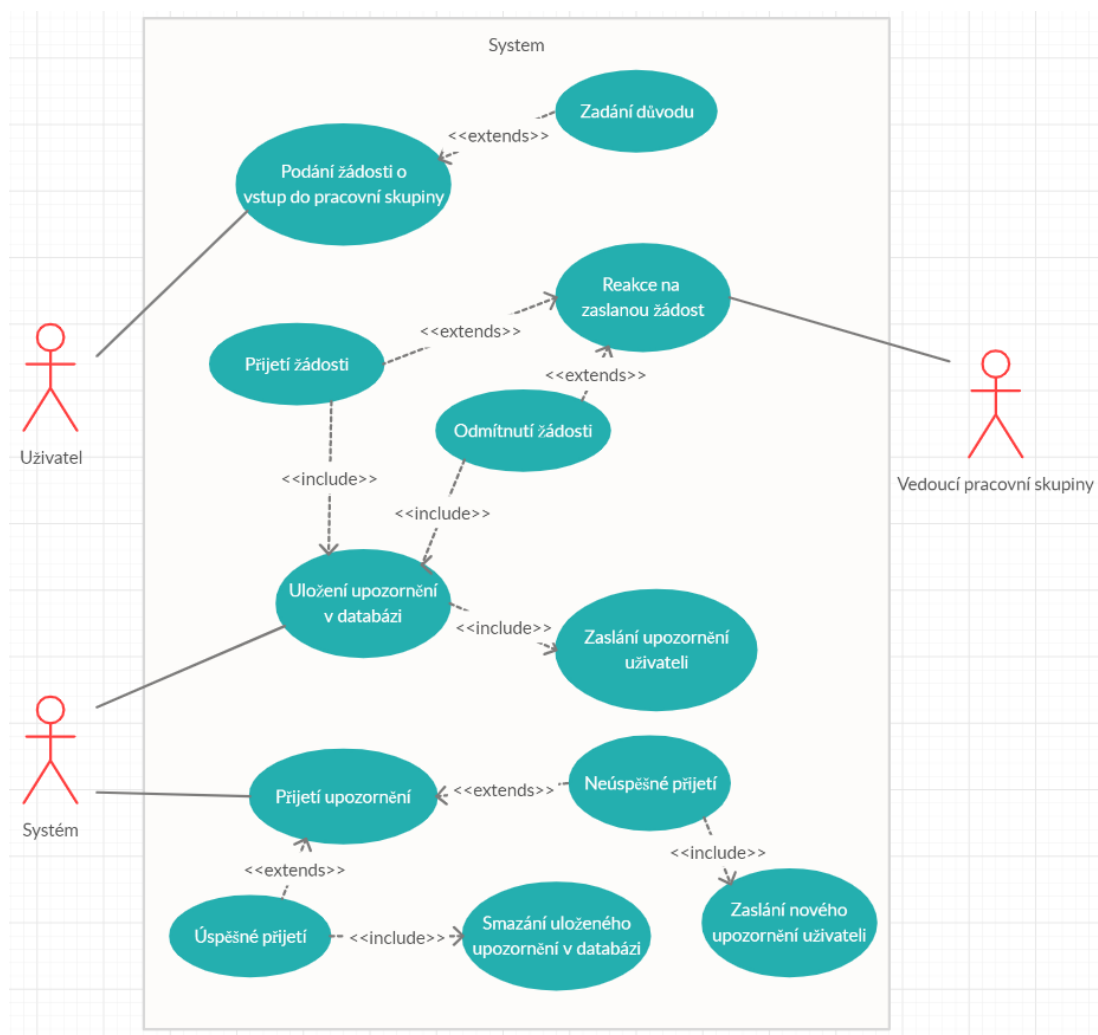 System
Zadání důvodu
<<extends>>
Podání žádosti o
vstup do pracovní skupiny
Reakce na
zaslanou žádost
<<extends>>
Přijetí žádosti
<<extends>>
Odmítnutí žádosti
Uživatel
Vedoucí pracovní skupiny
<<include>>
<<include>>
Uložení upozornění
v databázi
<<include>>
Zaslání upozornění
uživateli
Systém
Přijetí upozornění
<<extends>>
Neúspěšné přijetí
<<include>>
<<extends>>
Úspěšné přijetí
<<include>>
Smazání uloženého
upozornění v databázi
Zaslání nového
upozornění uživateli